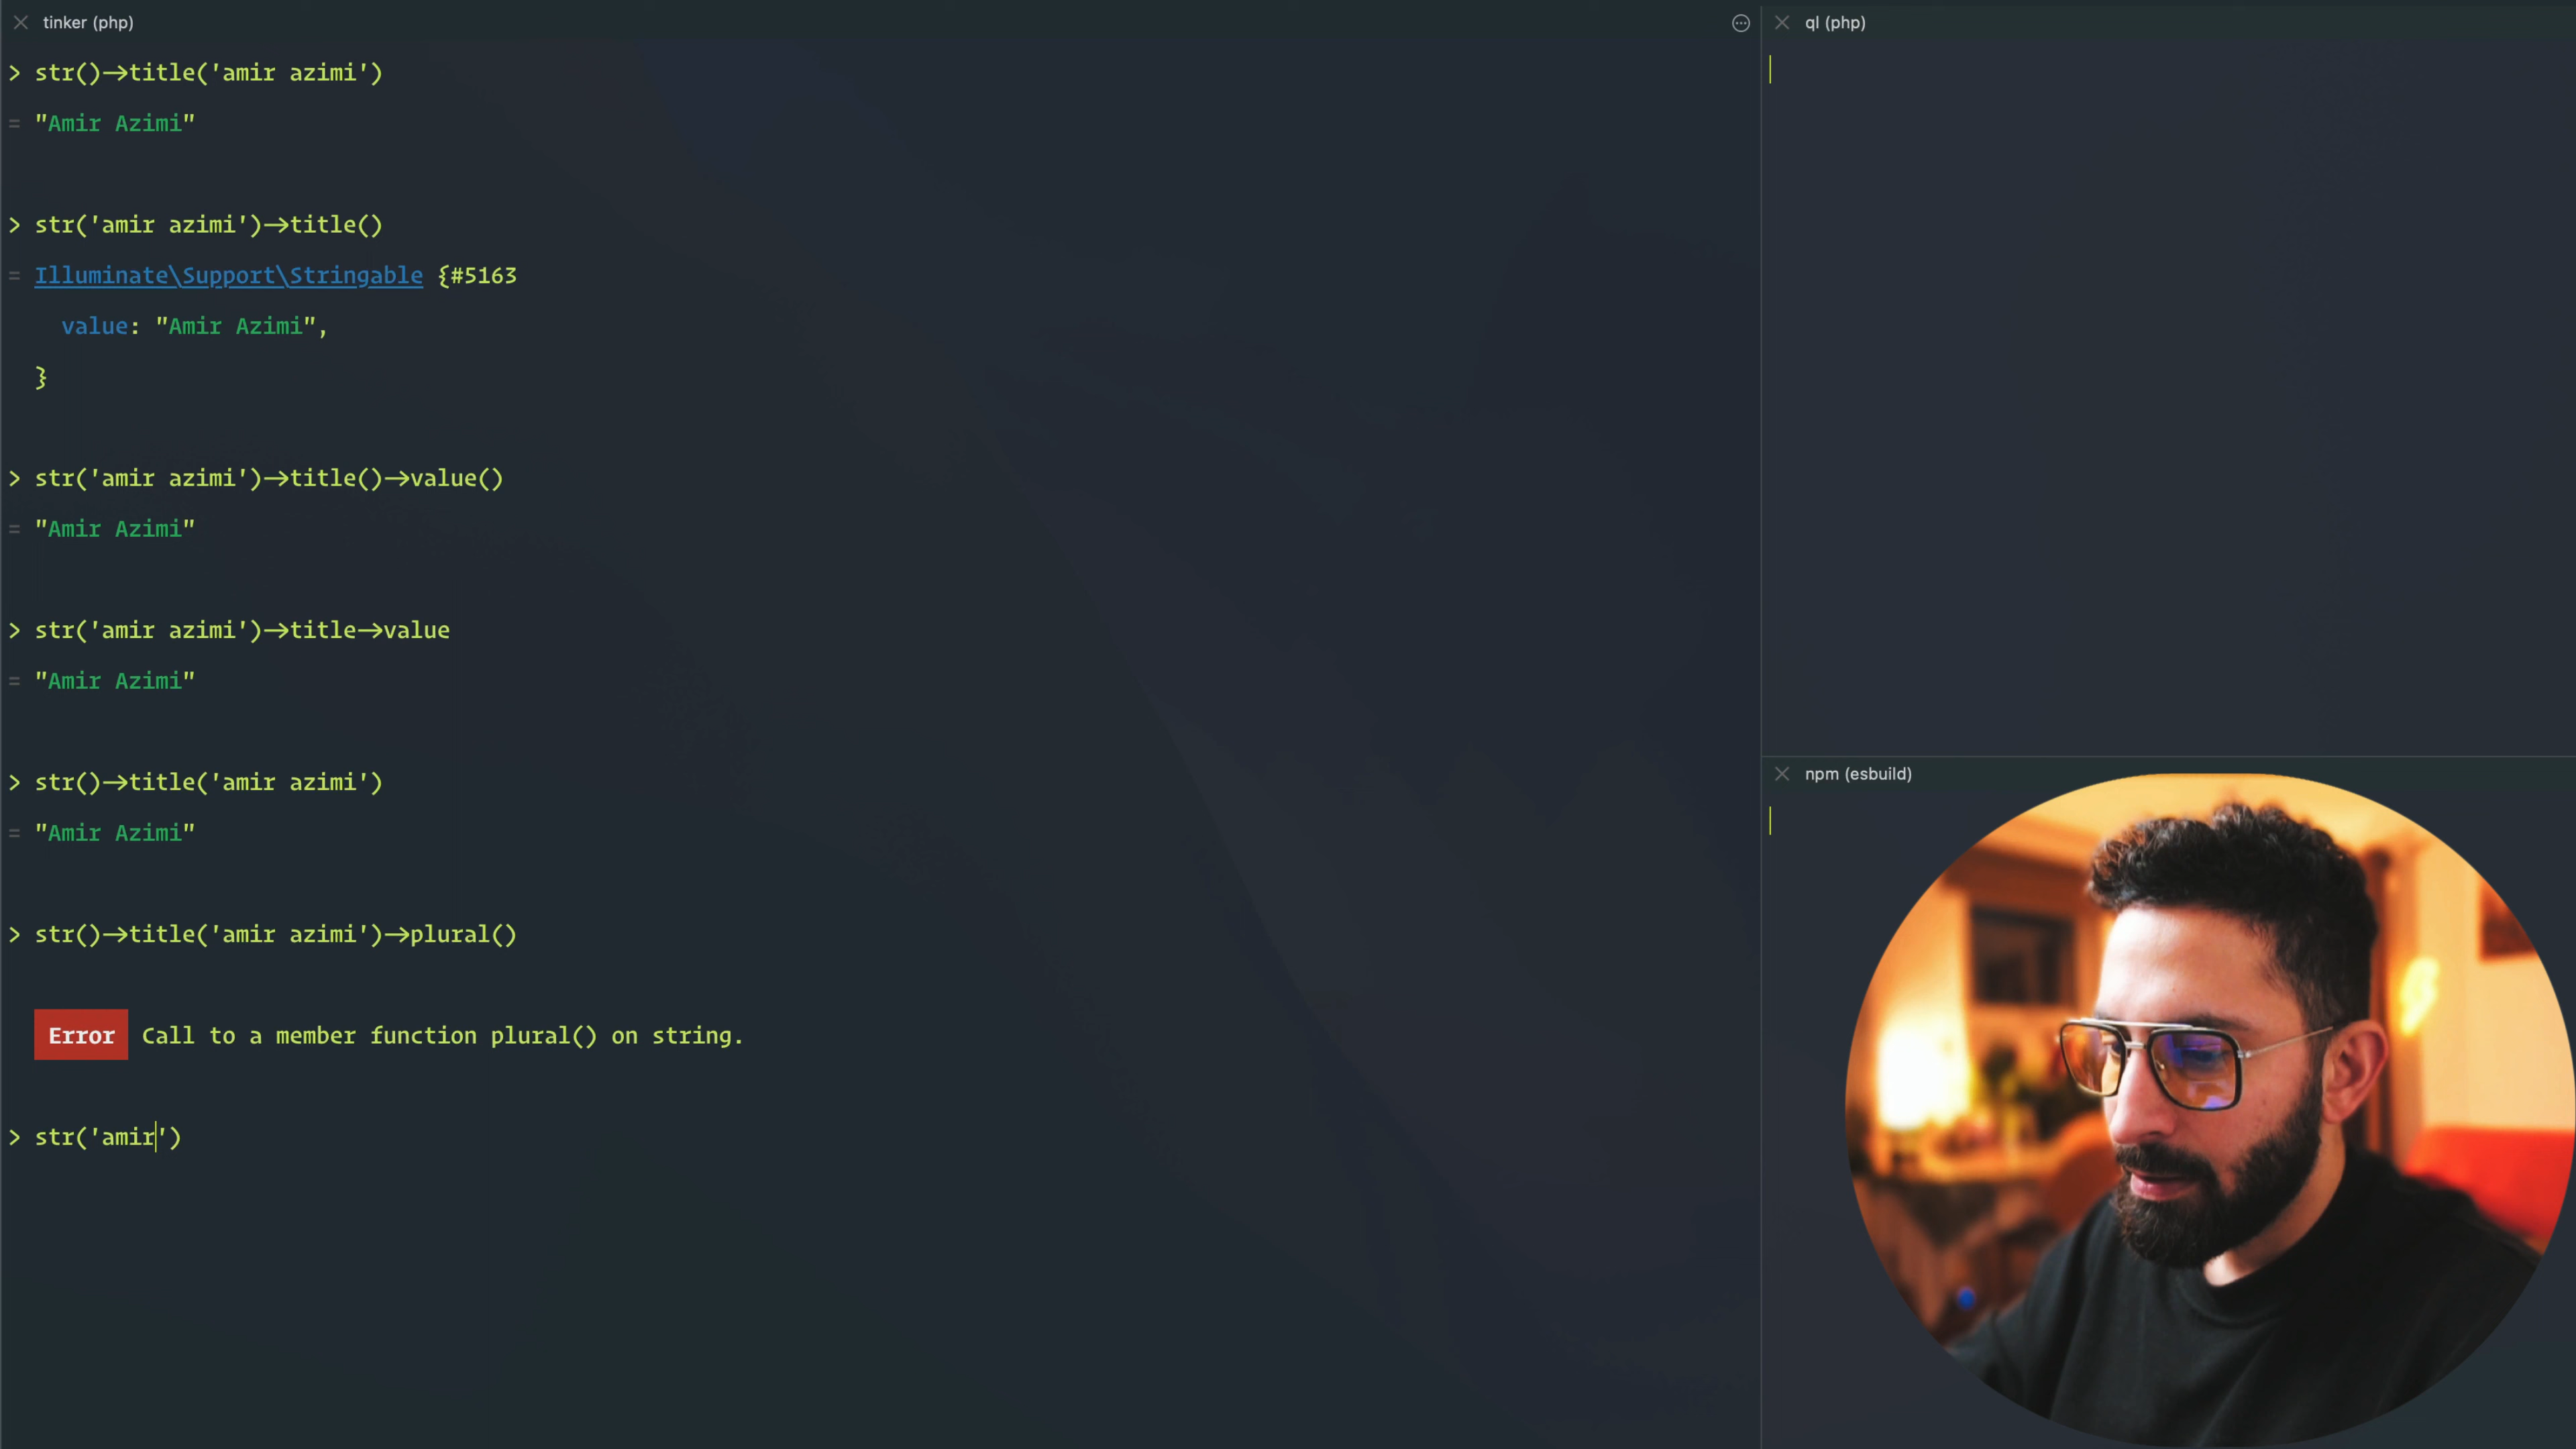 tinker (php)
> str()->title('amir azimi')
= "Amir Azimi"
> str('amir azimi')->title()
= Illuminate\Support\Stringable {#5163
value: "Amir Azimi",
}
> str('amir azimi')->title()->value()
= "Amir Azimi"
> str('amir azimi')->title->value
= "Amir Azimi"
> str()->title('amir azimi')
= "Amir Azimi"
> str()->title('amir azimi')->plural()
Error Call to a member function plural() on string.
> str('amir')
ql (php)
npm (esbuild)